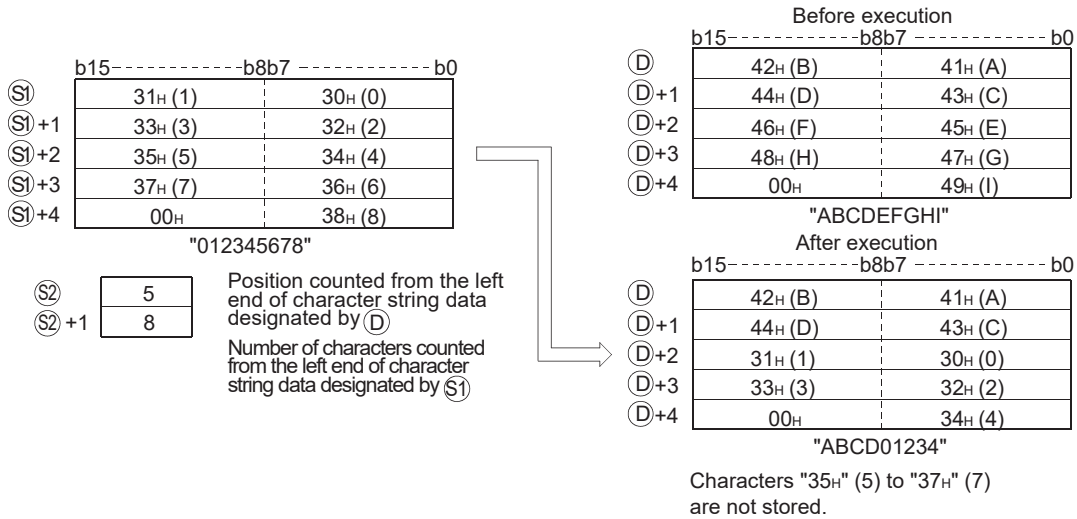 b15------------b8b7 ------------b0
S1 31H (1) 30H (0)
S1+1 33H (3) 32H (2)
S1+2 35H (5) 34H (4)
S1+3 37H (7) 36H (6)
S1+4 00H 38H (8)
"012345678"
S2 5
S2 +1 8
Position counted from the left
end of character string data
designated by D
Number of characters counted
from the left end of character
string data designated by S1
Before execution
b15------------b8b7 ------------b0
D 42H (B) 41H (A)
D+1 44H (D) 43H (C)
D+2 46H (F) 45H (E)
D+3 48H (H) 47H (G)
D+4 00H 49H (I)
"ABCDEFGHI"
After execution
b15------------b8b7 ------------b0
D 42H (B) 41H (A)
D+1 44H (D) 43H (C)
D+2 31H (1) 30H (0)
D+3 33H (3) 32H (2)
D+4 00H 34H (4)
"ABCD01234"
Characters "35H" (5) to "37H" (7)
are not stored.